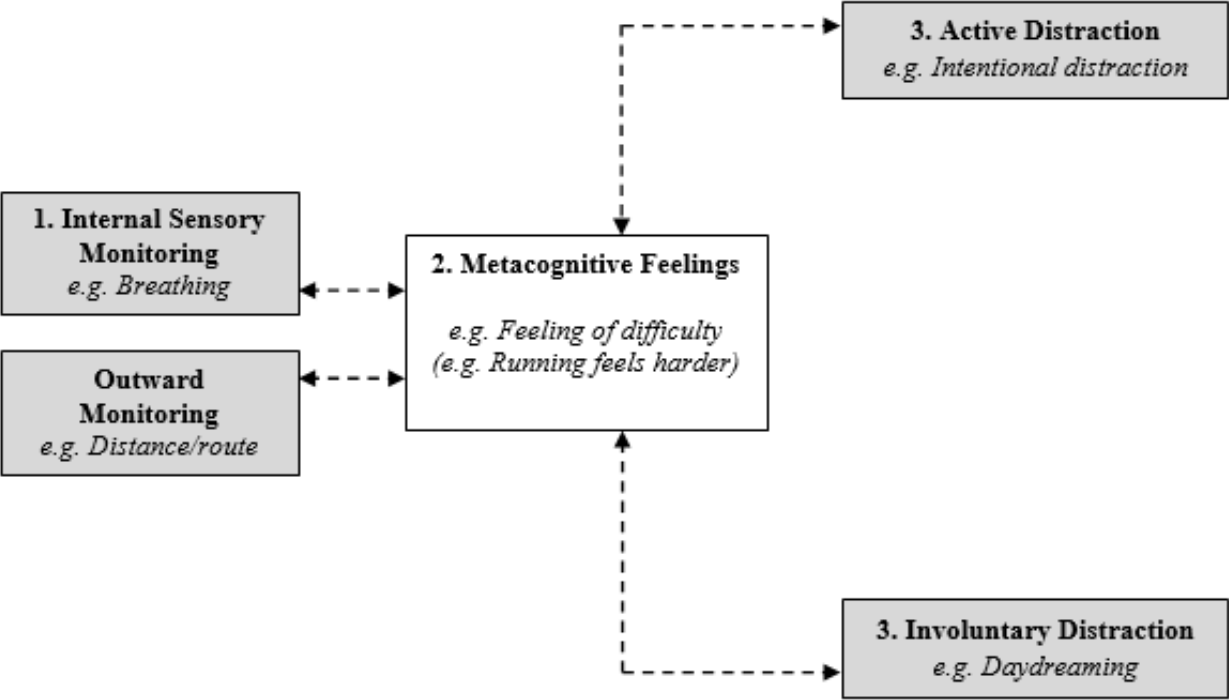 3. Active Distraction
e.g. Intentional distraction
1. Internal Sensory
Monitoring
e.g. Breathing
2. Metacognitive Feelings
e.g. Feeling of difficulty
(e.g. Running feels harder)
Outward
Monitoring
e.g. Distance/route
3. Involuntary Distraction
e.g. Daydreaming